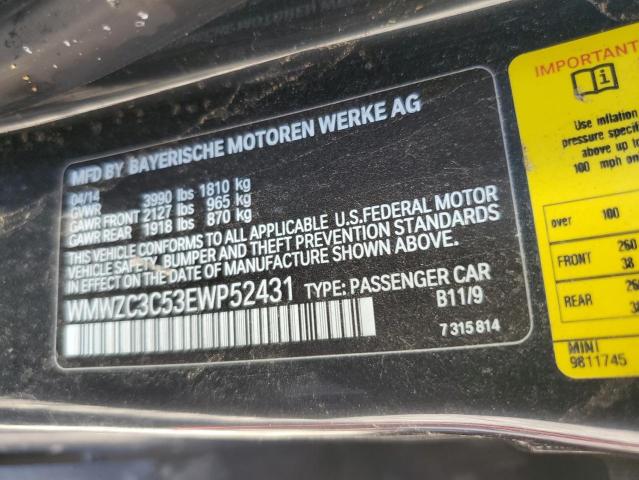 MFD BY BAYERISCHE MOTOREN WERKE AG
04/14
GVWR 3990 lbs 1810 kg
GAWR FRONT 2127 lbs 965 kg
GAWR REAR 1918 lbs 870 kg
THIS VEHICLE CONFORMS TO ALL APPLICABLE U.S.FEDERAL MOTOR
VEHICLE SAFETY, BUMPER AND THEFT PREVENTION STANDARDS
IN EFFECT ON THE DATE OF MANUFACTURE SHOWN ABOVE.
WMWZC3C53EWP52431 TYPE: PASSENGER CAR
B11/9
7 315 814
IMPORTANT
Use inflation
pressure speci
above up to
100 mph on
over 100
FRONT 260
38
REAR 260
38
MINI
9811745